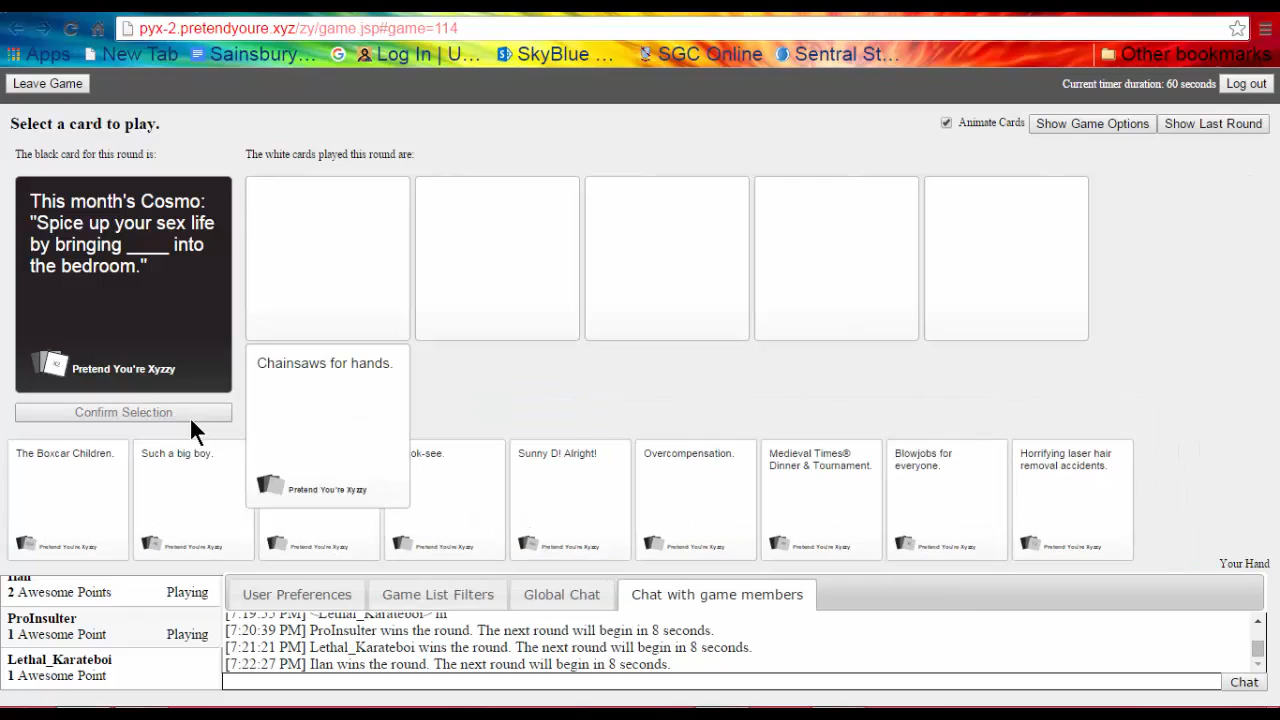 pyx-2.pretendyoure.xyz/zy/game.jsp#game=114
Apps New Tab Sainsbury... Log In | U... SkyBlue ... SGC Online Sentral St... Other bookmarks
Leave Game
Current timer duration: 60 seconds Log out
Select a card to play.
Animate Cards Show Game Options Show Last Round
The black card for this round is:
The white cards played this round are:
This month's Cosmo:
"Spice up your sex life
by bringing ____ into
the bedroom."
Pretend You're Xyzzy
Confirm Selection
Chainsaws for hands.
Pretend You're Xyzzy
The Boxcar Children.
Pretend You're Xyzzy
Such a big boy.
Pretend You're Xyzzy
Pretend You're Xyzzy
ok-see.
Pretend You're Xyzzy
Sunny D! Alright!
Pretend You're Xyzzy
Overcompensation.
Pretend You're Xyzzy
Medieval Times®
Dinner & Tournament.
Pretend You're Xyzzy
Blowjobs for
everyone.
Pretend You're Xyzzy
Horrifying laser hair
removal accidents.
Pretend You're Xyzzy
Your Hand
Ilan
2 Awesome Points Playing
ProInsulter
1 Awesome Point Playing
Lethal_Karateboi
1 Awesome Point
User Preferences Game List Filters Global Chat Chat with game members
[7:19:55 PM] <Lethal_Karateboi> m
[7:20:39 PM] ProInsulter wins the round. The next round will begin in 8 seconds.
[7:21:21 PM] Lethal_Karateboi wins the round. The next round will begin in 8 seconds.
[7:22:27 PM] Ilan wins the round. The next round will begin in 8 seconds.
Chat